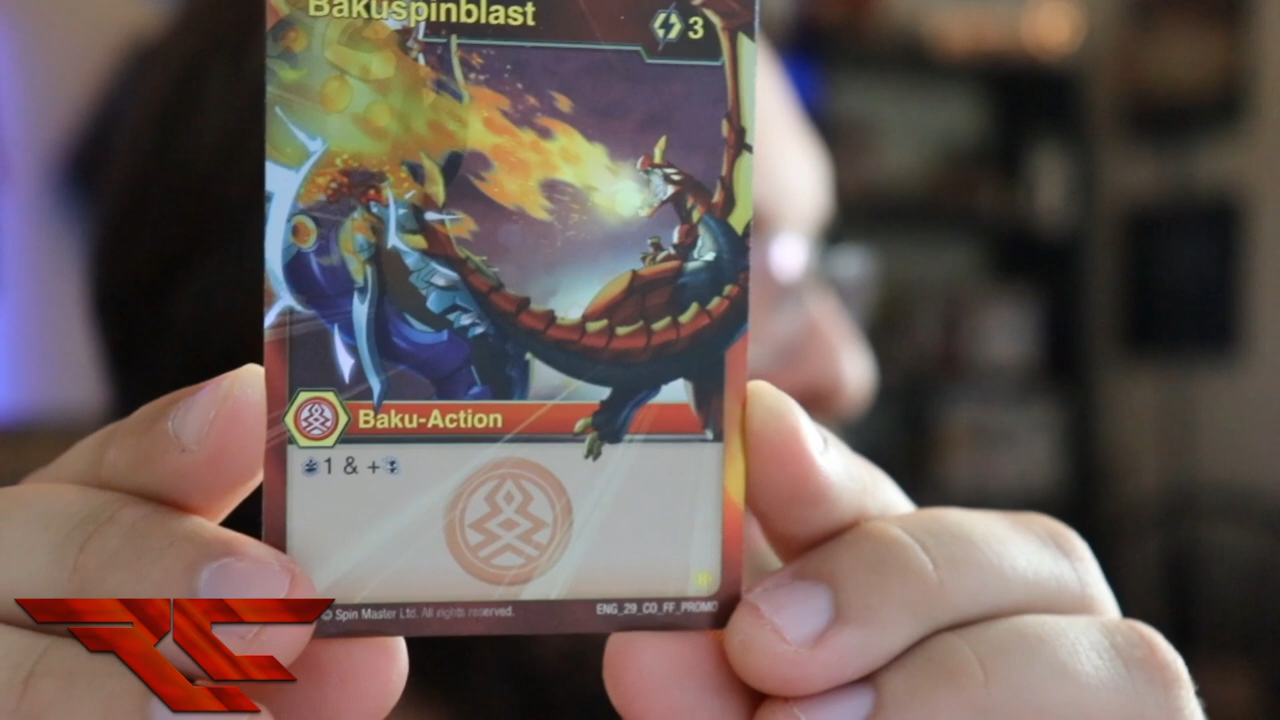 Bakuspinblast
3
Baku-Action
1 & +
© Spin Master Ltd. All rights reserved.
ENG_29_CO_FF_PROMO